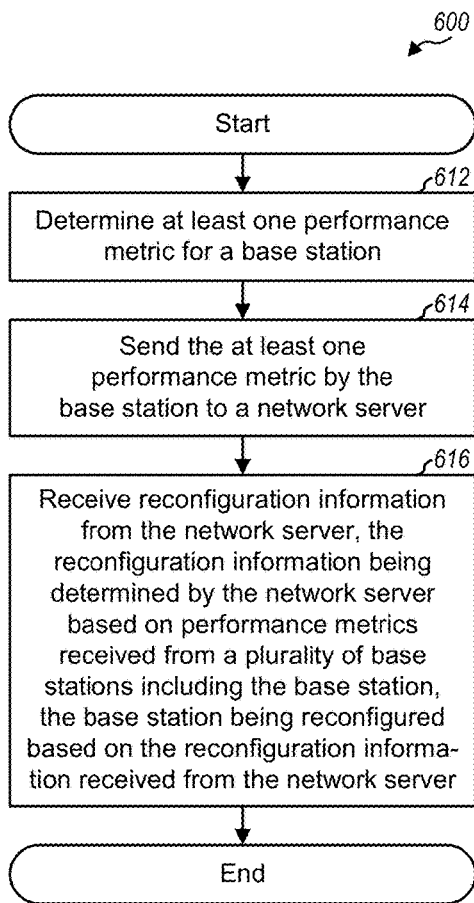 600
Start
612
Determine at least one performance
metric for a base station
614
Send the at least one
performance metric by the
base station to a network server
616
Receive reconfiguration information
from the network server, the
reconfiguration information being
determined by the network server
based on performance metrics
received from a plurality of base
stations including the base station,
the base station being reconfigured
based on the reconfiguration informa-
tion received from the network server
End